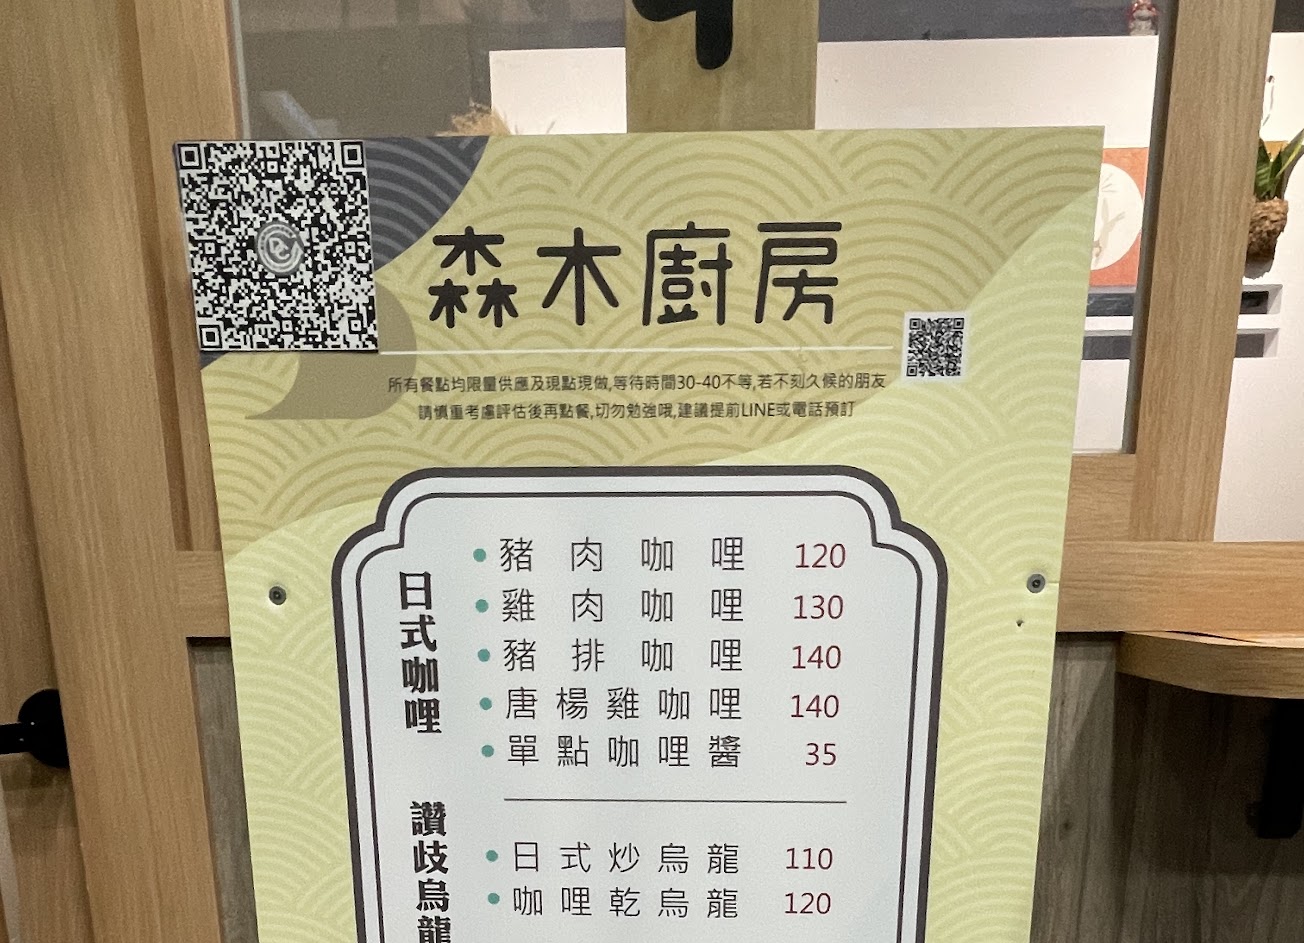 森木廚房
所有餐點均限量供應及現點現做,等待時間30-40不等,若不刻久候的朋友
請慎重考慮評估後再點餐,切勿勉強哦,建議提前LINE或電話預訂
日式咖哩
豬肉咖哩 120
雞肉咖哩 130
豬排咖哩 140
唐楊雞咖哩 140
單點咖哩醬 35
讚歧烏龍
日式炒烏龍 110
咖哩乾烏龍 120